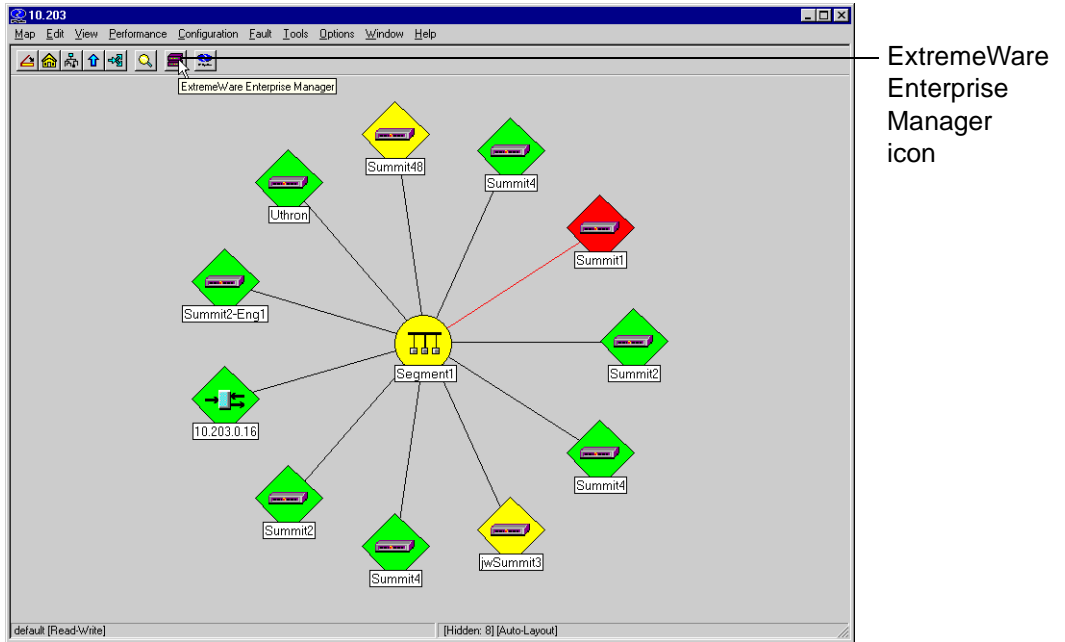 10.203
Map Edit View Performance Configuration Fault Tools Options Window Help
ExtremeWare Enterprise Manager
ExtremeWare
Enterprise
Manager
icon
Summit48
Summit4
Uthron
Summit1
Summit2-Eng1
Summit2
Segment1
10.203.0.16
Summit4
Summit2
jwSummit3
Summit4
default [Read-Write]
[Hidden: 8] [Auto-Layout]